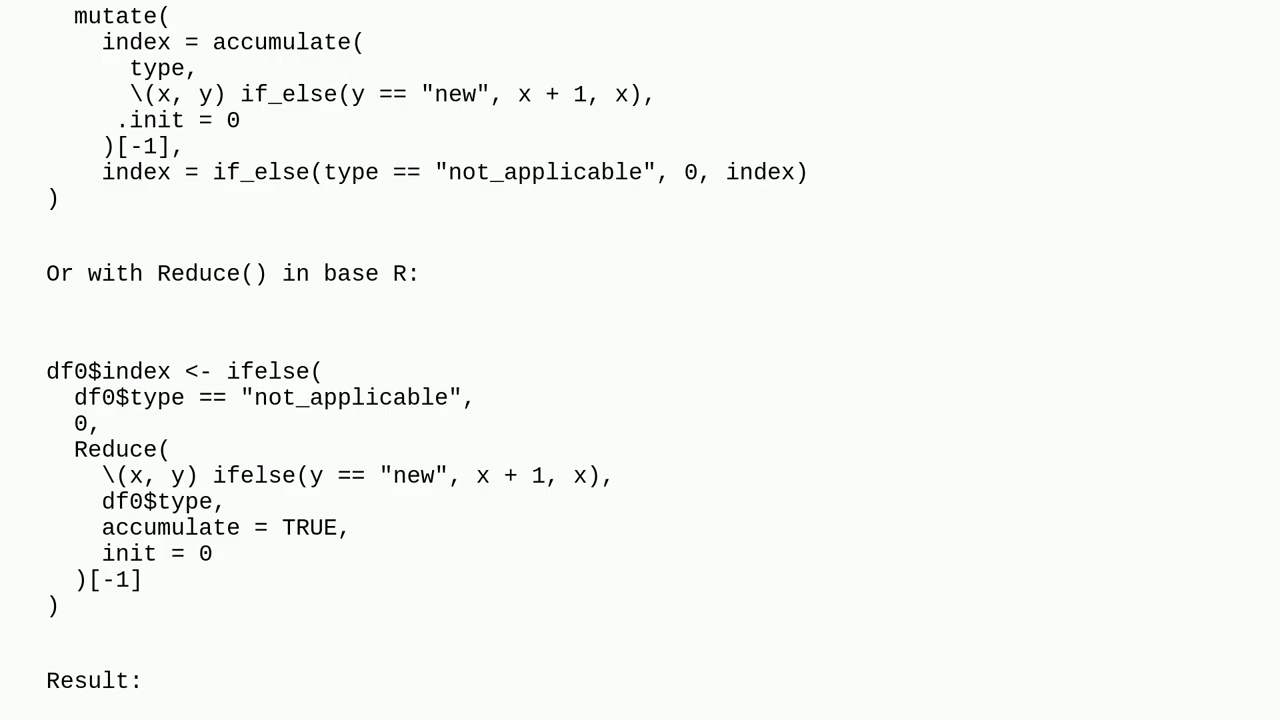 mutate(
    index = accumulate(
      type,
      \(x, y) if_else(y == "new", x + 1, x),
     .init = 0
    )[-1],
    index = if_else(type == "not_applicable", 0, index)
)
Or with Reduce() in base R:
df0$index <- ifelse(
  df0$type == "not_applicable",
  0,
  Reduce(
    \(x, y) ifelse(y == "new", x + 1, x),
    df0$type,
    accumulate = TRUE,
    init = 0
  )[-1]
)
Result: